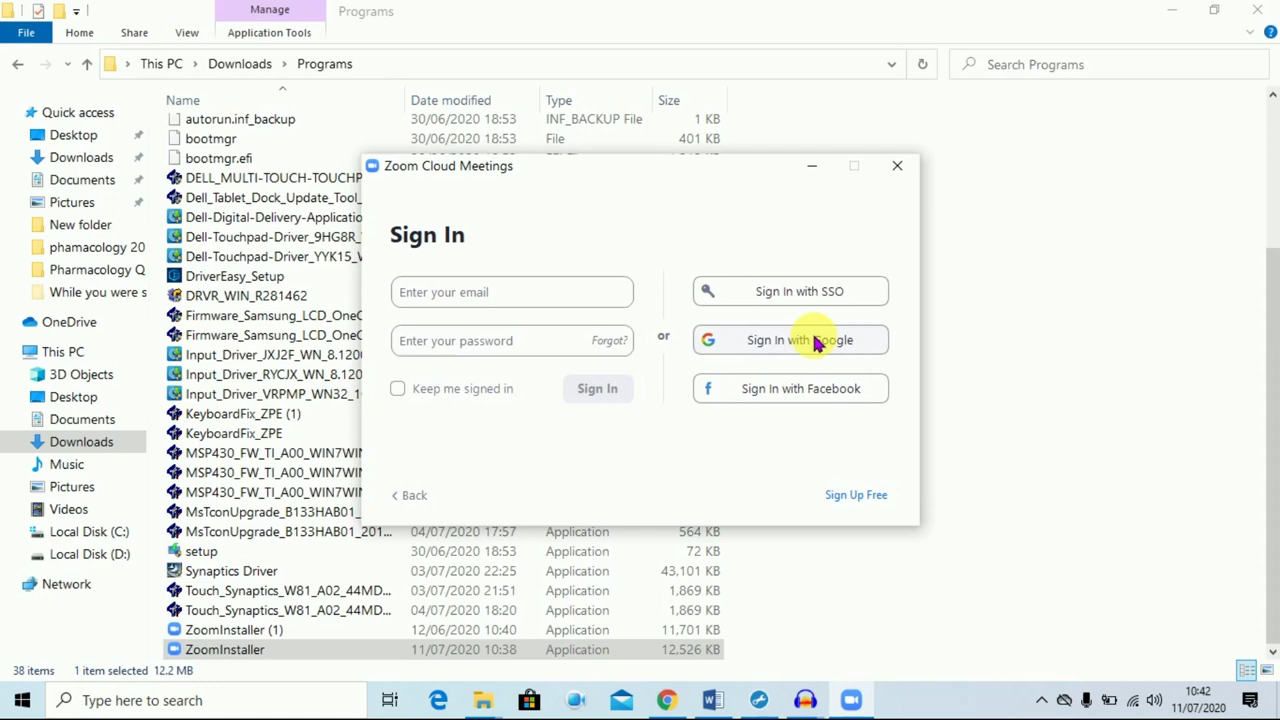 Manage
Programs
File
Home
Share
View
Application Tools
This PC
Downloads
Programs
Search Programs
Name
Date modified
Type
Size
Quick access
Desktop
Downloads
Documents
Pictures
New folder
phamacology 20
Pharmacology Q
While you were s
OneDrive
This PC
3D Objects
Desktop
Documents
Downloads
Music
Pictures
Videos
Local Disk (C:)
Local Disk (D:)
Network
autorun.inf_backup 30/06/2020 18:53 INF_BACKUP File 1 KB
bootmgr 30/06/2020 18:53 File 401 KB
bootmgr.efi
DELL_MULTI-TOUCH-TOUCHP
Dell_Tablet_Dock_Update_Tool_
Dell-Digital-Delivery-Applicatio
Dell-Touchpad-Driver_9HG8R_
Dell-Touchpad-Driver_YYK15_W
DriverEasy_Setup
DRVR_WIN_R281462
Firmware_Samsung_LCD_OneC
Firmware_Samsung_LCD_OneC
Input_Driver_JXJ2F_WN_8.1200
Input_Driver_RYCJX_WN_8.120
Input_Driver_VRPMP_WN32_1
KeyboardFix_ZPE (1)
KeyboardFix_ZPE
MSP430_FW_TI_A00_WIN7WIN
MSP430_FW_TI_A00_WIN7WIN
MSP430_FW_TI_A00_WIN7WIN
MsTconUpgrade_B133HAB01_
MsTconUpgrade_B133HAB01_201... 04/07/2020 17:57 Application 564 KB
setup 30/06/2020 18:53 Application 72 KB
Synaptics Driver 03/07/2020 22:25 Application 43,101 KB
Touch_Synaptics_W81_A02_44MD... 03/07/2020 21:51 Application 1,869 KB
Touch_Synaptics_W81_A02_44MD... 04/07/2020 18:20 Application 1,869 KB
ZoomInstaller (1) 12/06/2020 10:40 Application 11,701 KB
ZoomInstaller 11/07/2020 10:38 Application 12,526 KB
Zoom Cloud Meetings
Sign In
Enter your email
Enter your password Forgot?
Keep me signed in
Sign In
or
Sign In with SSO
Sign In with Google
Sign In with Facebook
Back
Sign Up Free
38 items 1 item selected 12.2 MB
Type here to search
10:42
11/07/2020